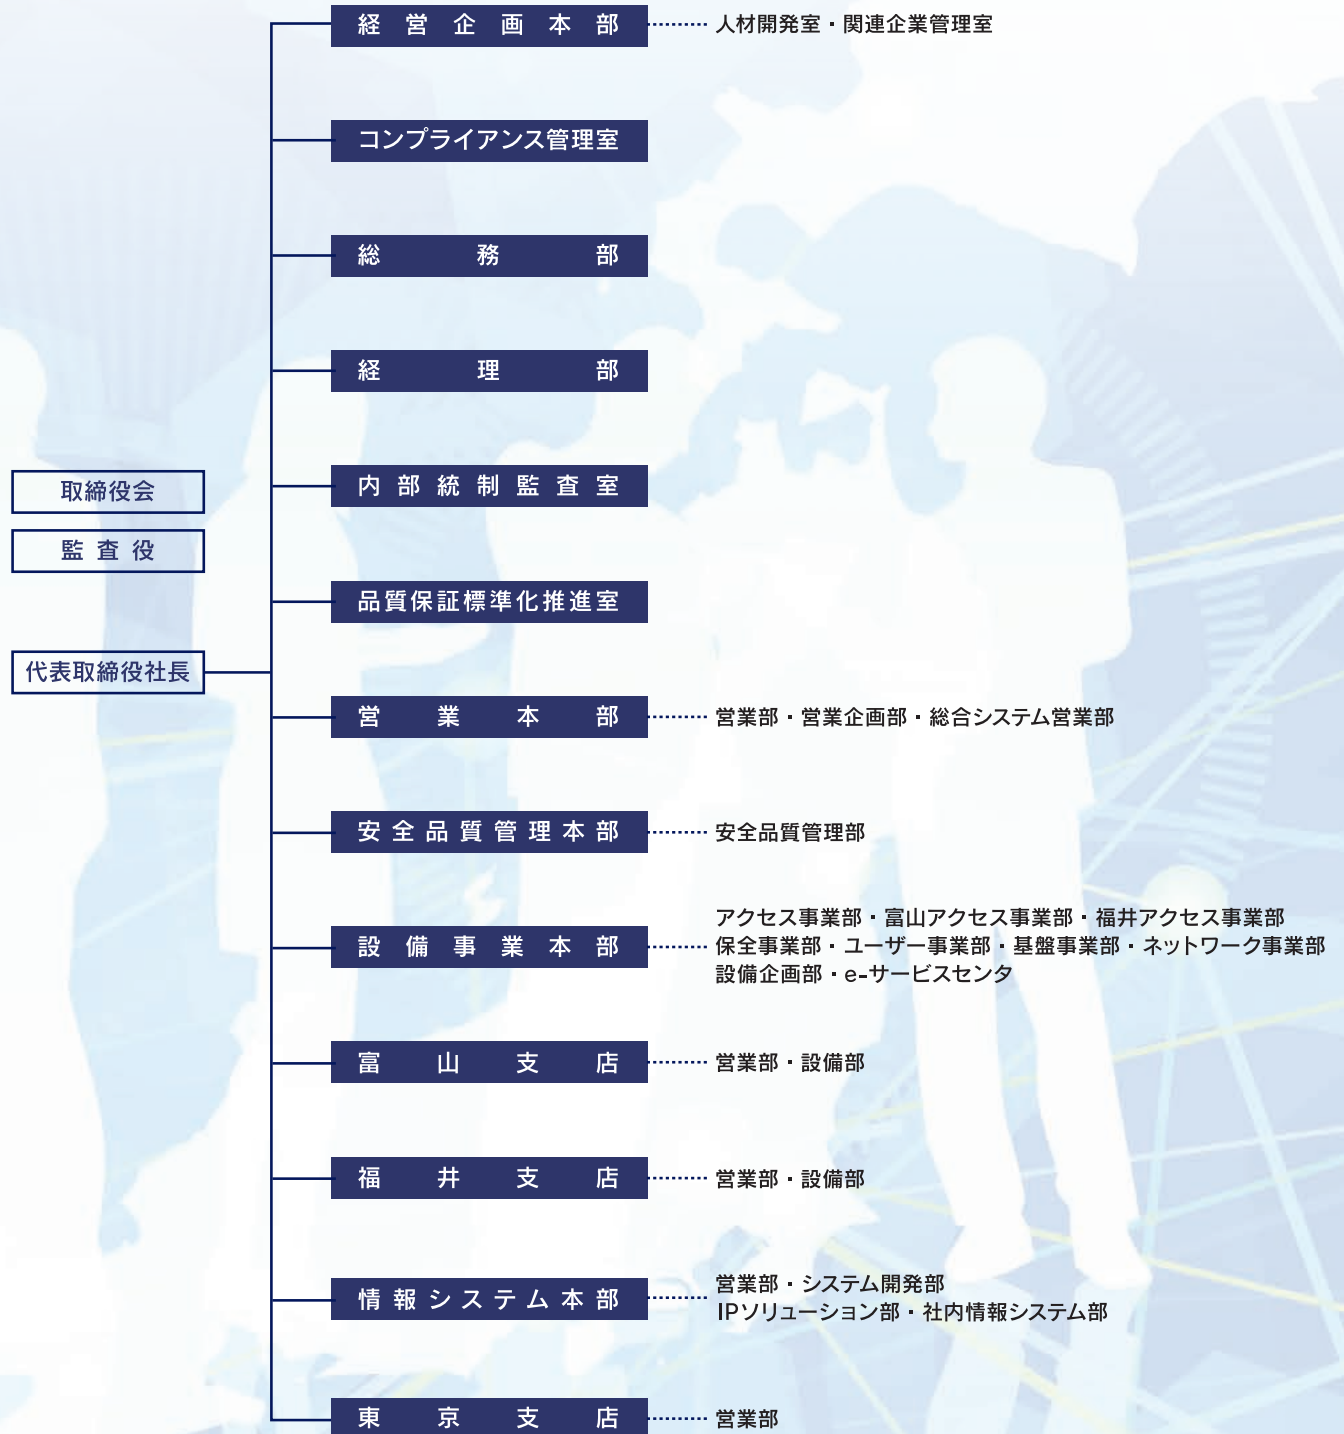 経営企画本部
人材開発室・関連企業管理室
コンプライアンス管理室
総務部
経理部
内部統制監査室
取締役会
監査役
品質保証標準化推進室
代表取締役社長
営業本部
営業部・営業企画部・総合システム営業部
安全品質管理本部
安全品質管理部
設備事業本部
アクセス事業部・富山アクセス事業部・福井アクセス事業部
保全事業部・ユーザー事業部・基盤事業部・ネットワーク事業部
設備企画部・e-サービスセンタ
富山支店
営業部・設備部
福井支店
営業部・設備部
情報システム本部
営業部・システム開発部
IPソリューション部・社内情報システム部
東京支店
営業部